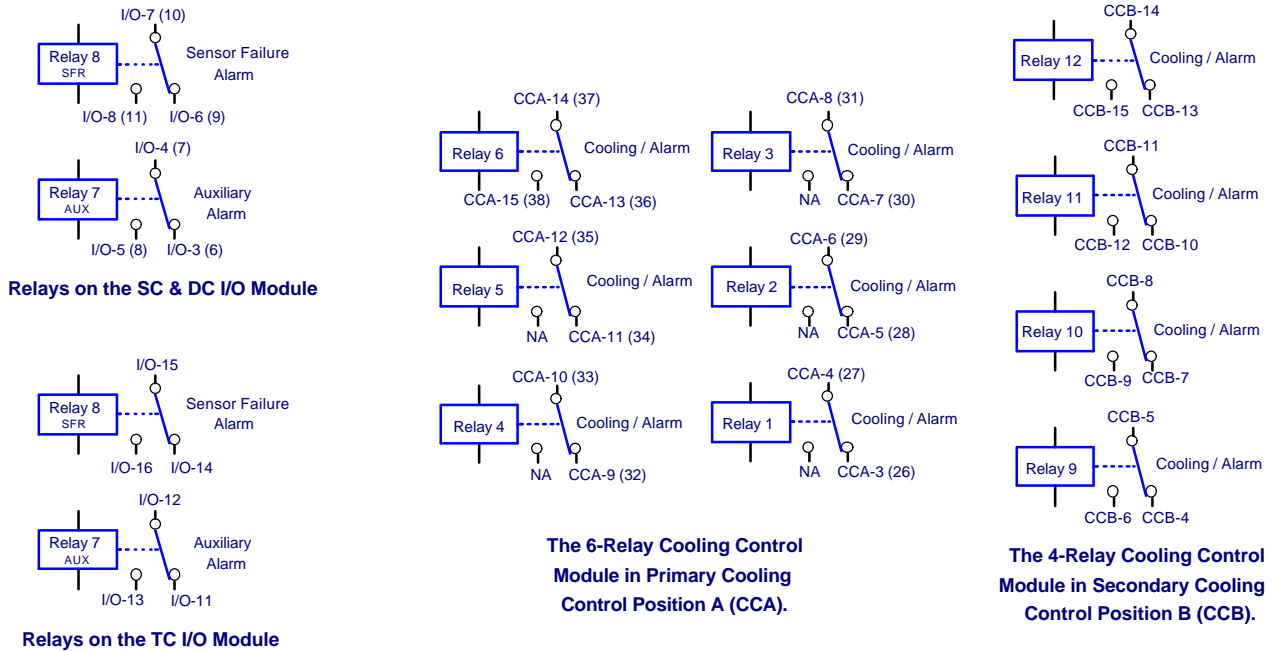 I/O-7 (10)
Relay 8
SFR
Sensor Failure
Alarm
I/O-8 (11)
I/O-6 (9)
I/O-4 (7)
Relay 7
AUX
Auxiliary
Alarm
I/O-5 (8)
I/O-3 (6)
Relays on the SC & DC I/O Module
I/O-15
Relay 8
SFR
Sensor Failure
Alarm
I/O-16
I/O-14
I/O-12
Relay 7
AUX
Auxiliary
Alarm
I/O-13
I/O-11
Relays on the TC I/O Module
CCA-14 (37)
Relay 6
Cooling / Alarm
CCA-15 (38)
CCA-13 (36)
CCA-12 (35)
Relay 5
Cooling / Alarm
NA
CCA-11 (34)
CCA-10 (33)
Relay 4
Cooling / Alarm
NA
CCA-9 (32)
CCA-8 (31)
Relay 3
Cooling / Alarm
NA
CCA-7 (30)
CCA-6 (29)
Relay 2
Cooling / Alarm
NA
CCA-5 (28)
CCA-4 (27)
Relay 1
Cooling / Alarm
NA
CCA-3 (26)
The 6-Relay Cooling Control
Module in Primary Cooling
Control Position A (CCA).
CCB-14
Relay 12
Cooling / Alarm
CCB-15
CCB-13
CCB-11
Relay 11
Cooling / Alarm
CCB-12
CCB-10
CCB-8
Relay 10
Cooling / Alarm
CCB-9
CCB-7
CCB-5
Relay 9
Cooling / Alarm
CCB-6
CCB-4
The 4-Relay Cooling Control
Module in Secondary Cooling
Control Position B (CCB).